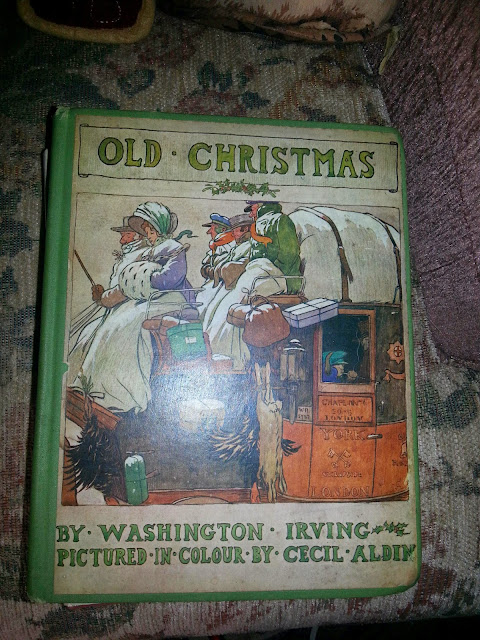 OLD · CHRISTMAS
YORK
LONDON
BY · WASHINGTON · IRVING
PICTURED · IN · COLOUR · BY · CECIL · ALDIN